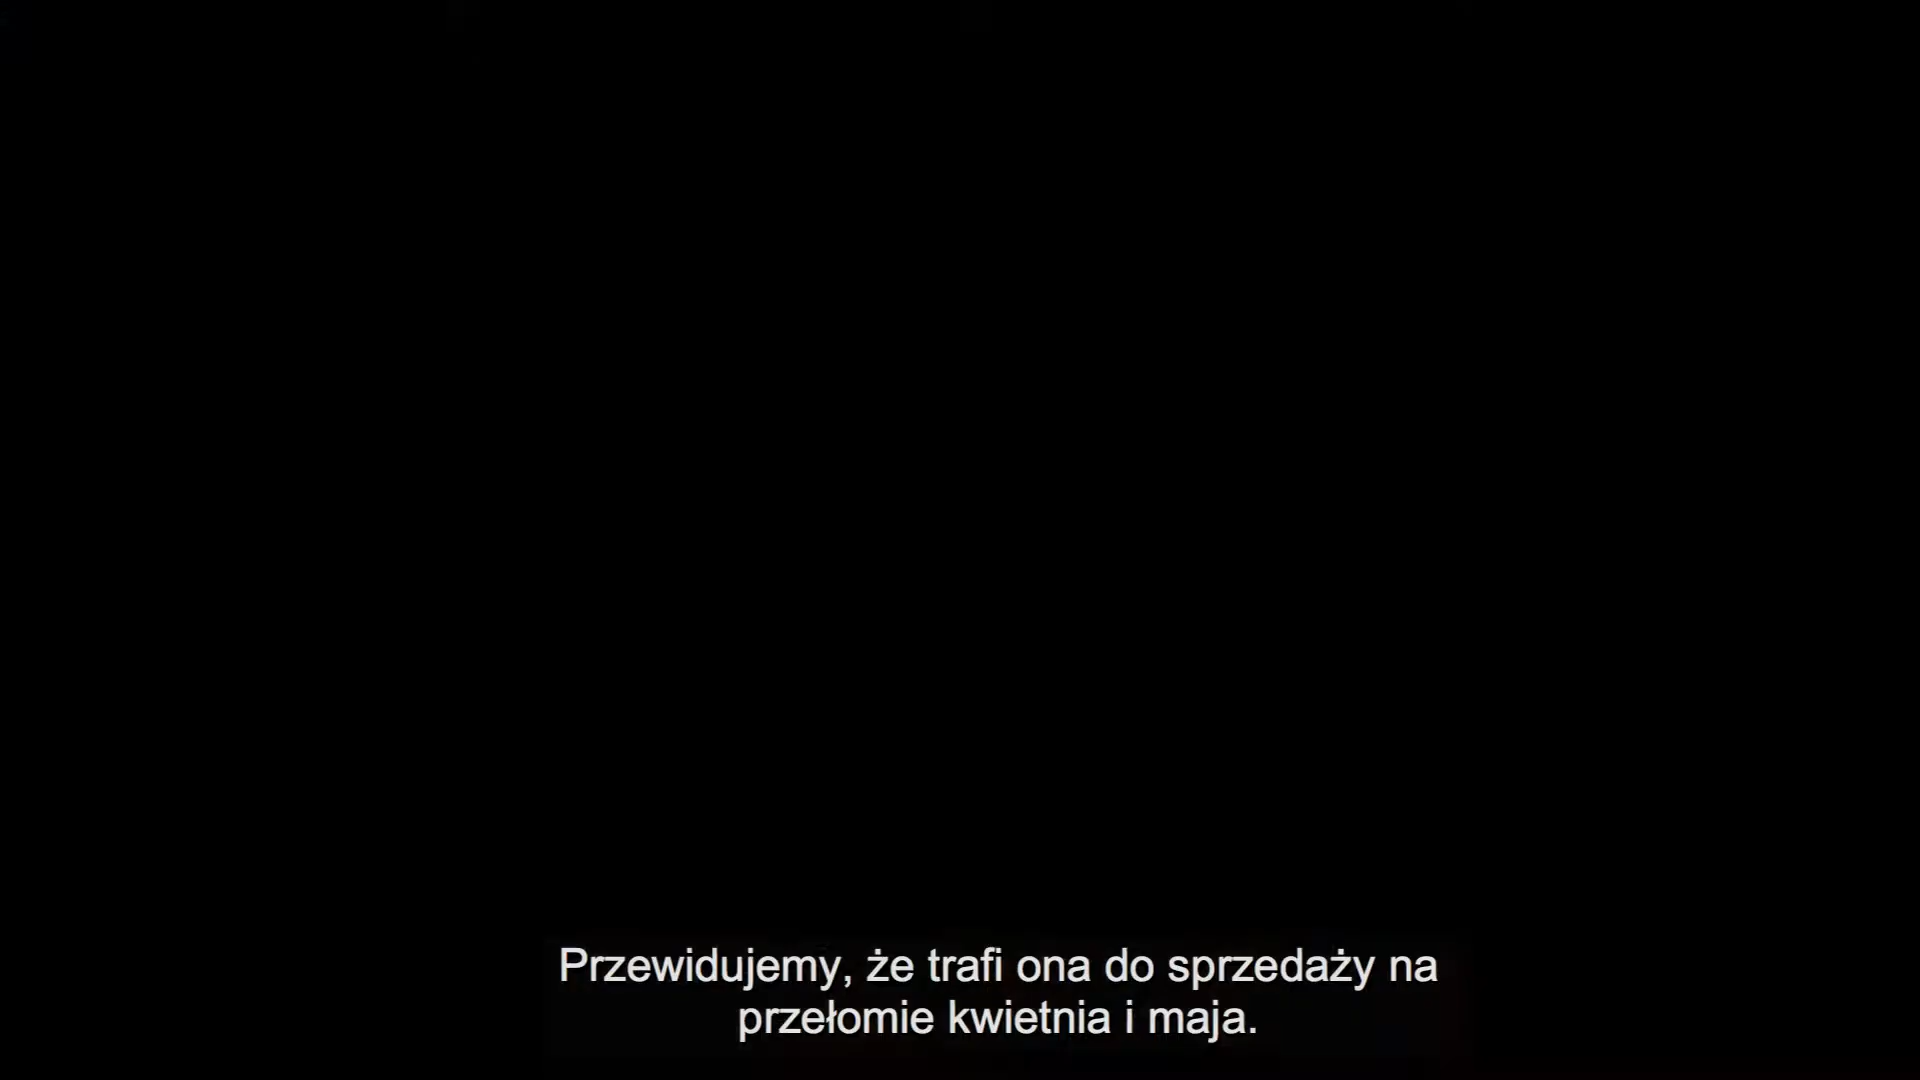 Przewidujemy, że trafi ona do sprzedaży na
przełomie kwietnia i maja.